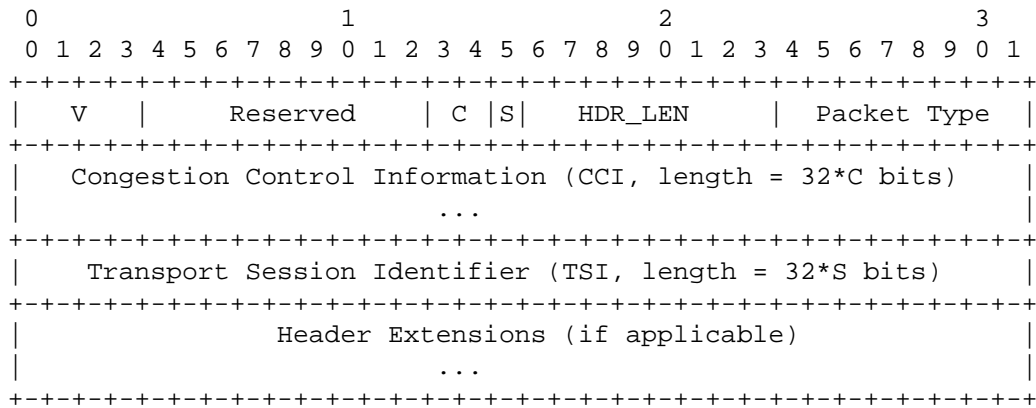 0                   1                   2                   3
 0 1 2 3 4 5 6 7 8 9 0 1 2 3 4 5 6 7 8 9 0 1 2 3 4 5 6 7 8 9 0 1
+-+-+-+-+-+-+-+-+-+-+-+-+-+-+-+-+-+-+-+-+-+-+-+-+-+-+-+-+-+-+-+-+
|   V   |     Reserved    | C |S|   HDR_LEN     |  Packet Type  |
+-+-+-+-+-+-+-+-+-+-+-+-+-+-+-+-+-+-+-+-+-+-+-+-+-+-+-+-+-+-+-+-+
|   Congestion Control Information (CCI, length = 32*C bits)    |
|                          ...                                  |
+-+-+-+-+-+-+-+-+-+-+-+-+-+-+-+-+-+-+-+-+-+-+-+-+-+-+-+-+-+-+-+-+
|    Transport Session Identifier (TSI, length = 32*S bits)     |
+-+-+-+-+-+-+-+-+-+-+-+-+-+-+-+-+-+-+-+-+-+-+-+-+-+-+-+-+-+-+-+-+
|                Header Extensions (if applicable)              |
|                          ...                                  |
+-+-+-+-+-+-+-+-+-+-+-+-+-+-+-+-+-+-+-+-+-+-+-+-+-+-+-+-+-+-+-+-+